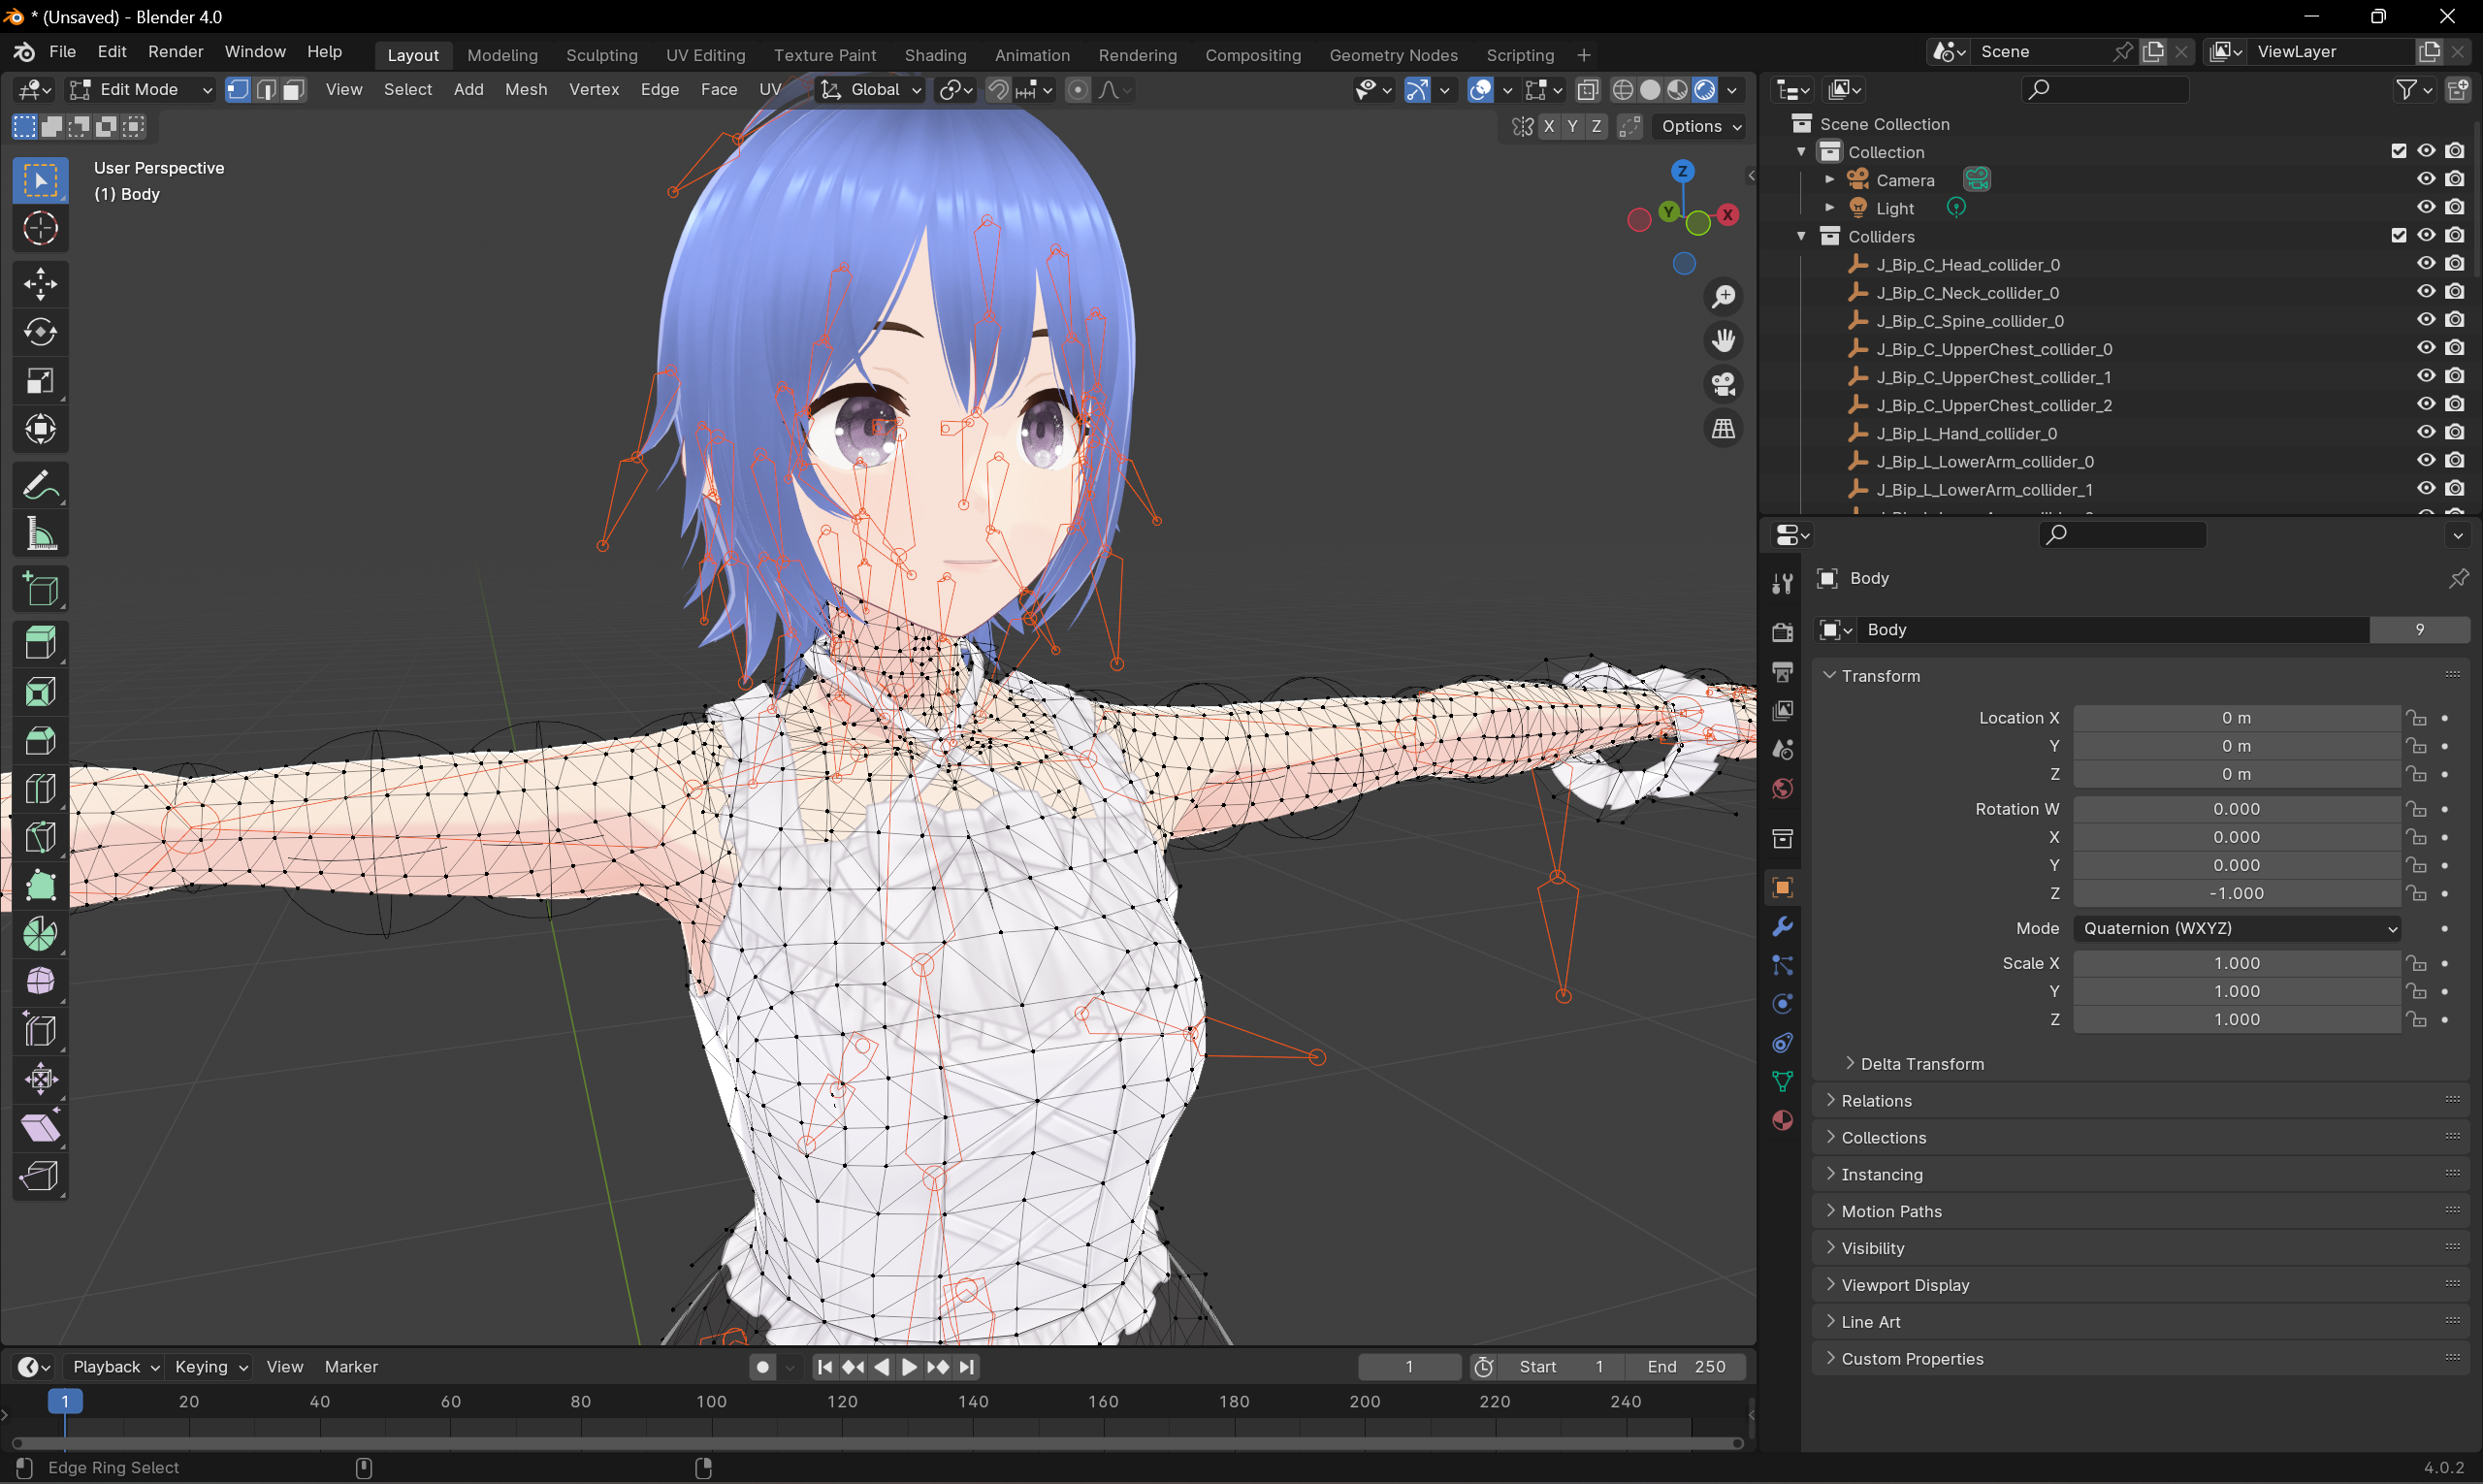 * (Unsaved) - Blender 4.0
File Edit Render Window Help Layout Modeling Sculpting UV Editing Texture Paint Shading Animation Rendering Compositing Geometry Nodes Scripting + Scene ViewLayer
Edit Mode View Select Add Mesh Vertex Edge Face UV Global
X Y Z Options
User Perspective
(1) Body
Z
Y X
Scene Collection
Collection
Camera
Light
Colliders
J_Bip_C_Head_collider_0
J_Bip_C_Neck_collider_0
J_Bip_C_Spine_collider_0
J_Bip_C_UpperChest_collider_0
J_Bip_C_UpperChest_collider_1
J_Bip_C_UpperChest_collider_2
J_Bip_L_Hand_collider_0
J_Bip_L_LowerArm_collider_0
J_Bip_L_LowerArm_collider_1
Body
Body 9
Transform
Location X 0 m
Y 0 m
Z 0 m
Rotation W 0.000
X 0.000
Y 0.000
Z -1.000
Mode Quaternion (WXYZ)
Scale X 1.000
Y 1.000
Z 1.000
Delta Transform
Relations
Collections
Instancing
Motion Paths
Visibility
Viewport Display
Line Art
Custom Properties
Playback Keying View Marker 1 Start 1 End 250
1 20 40 60 80 100 120 140 160 180 200 220 240
Edge Ring Select
4.0.2